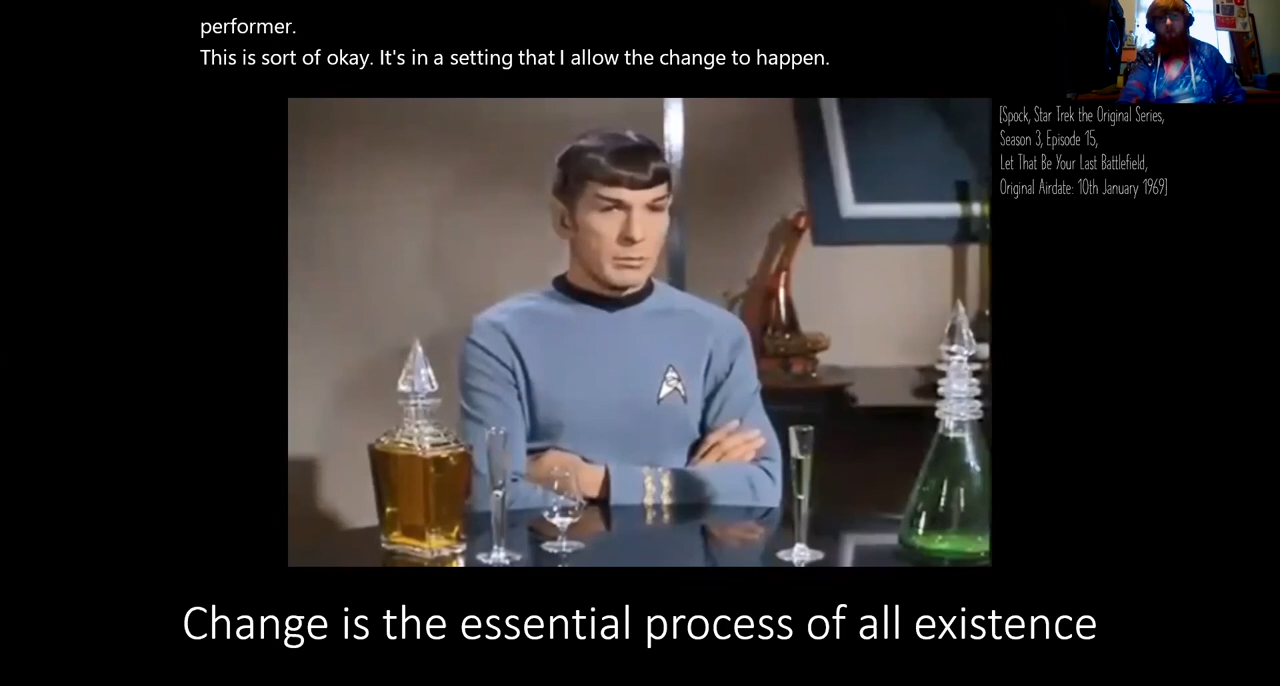 performer.
This is sort of okay. It's in a setting that I allow the change to happen.
[Spock, Star Trek the Original Series,
Season 3, Episode 15,
Let That Be Your Last Battlefield,
Original Airdate: 10th January 1969]
Change is the essential process of all existence